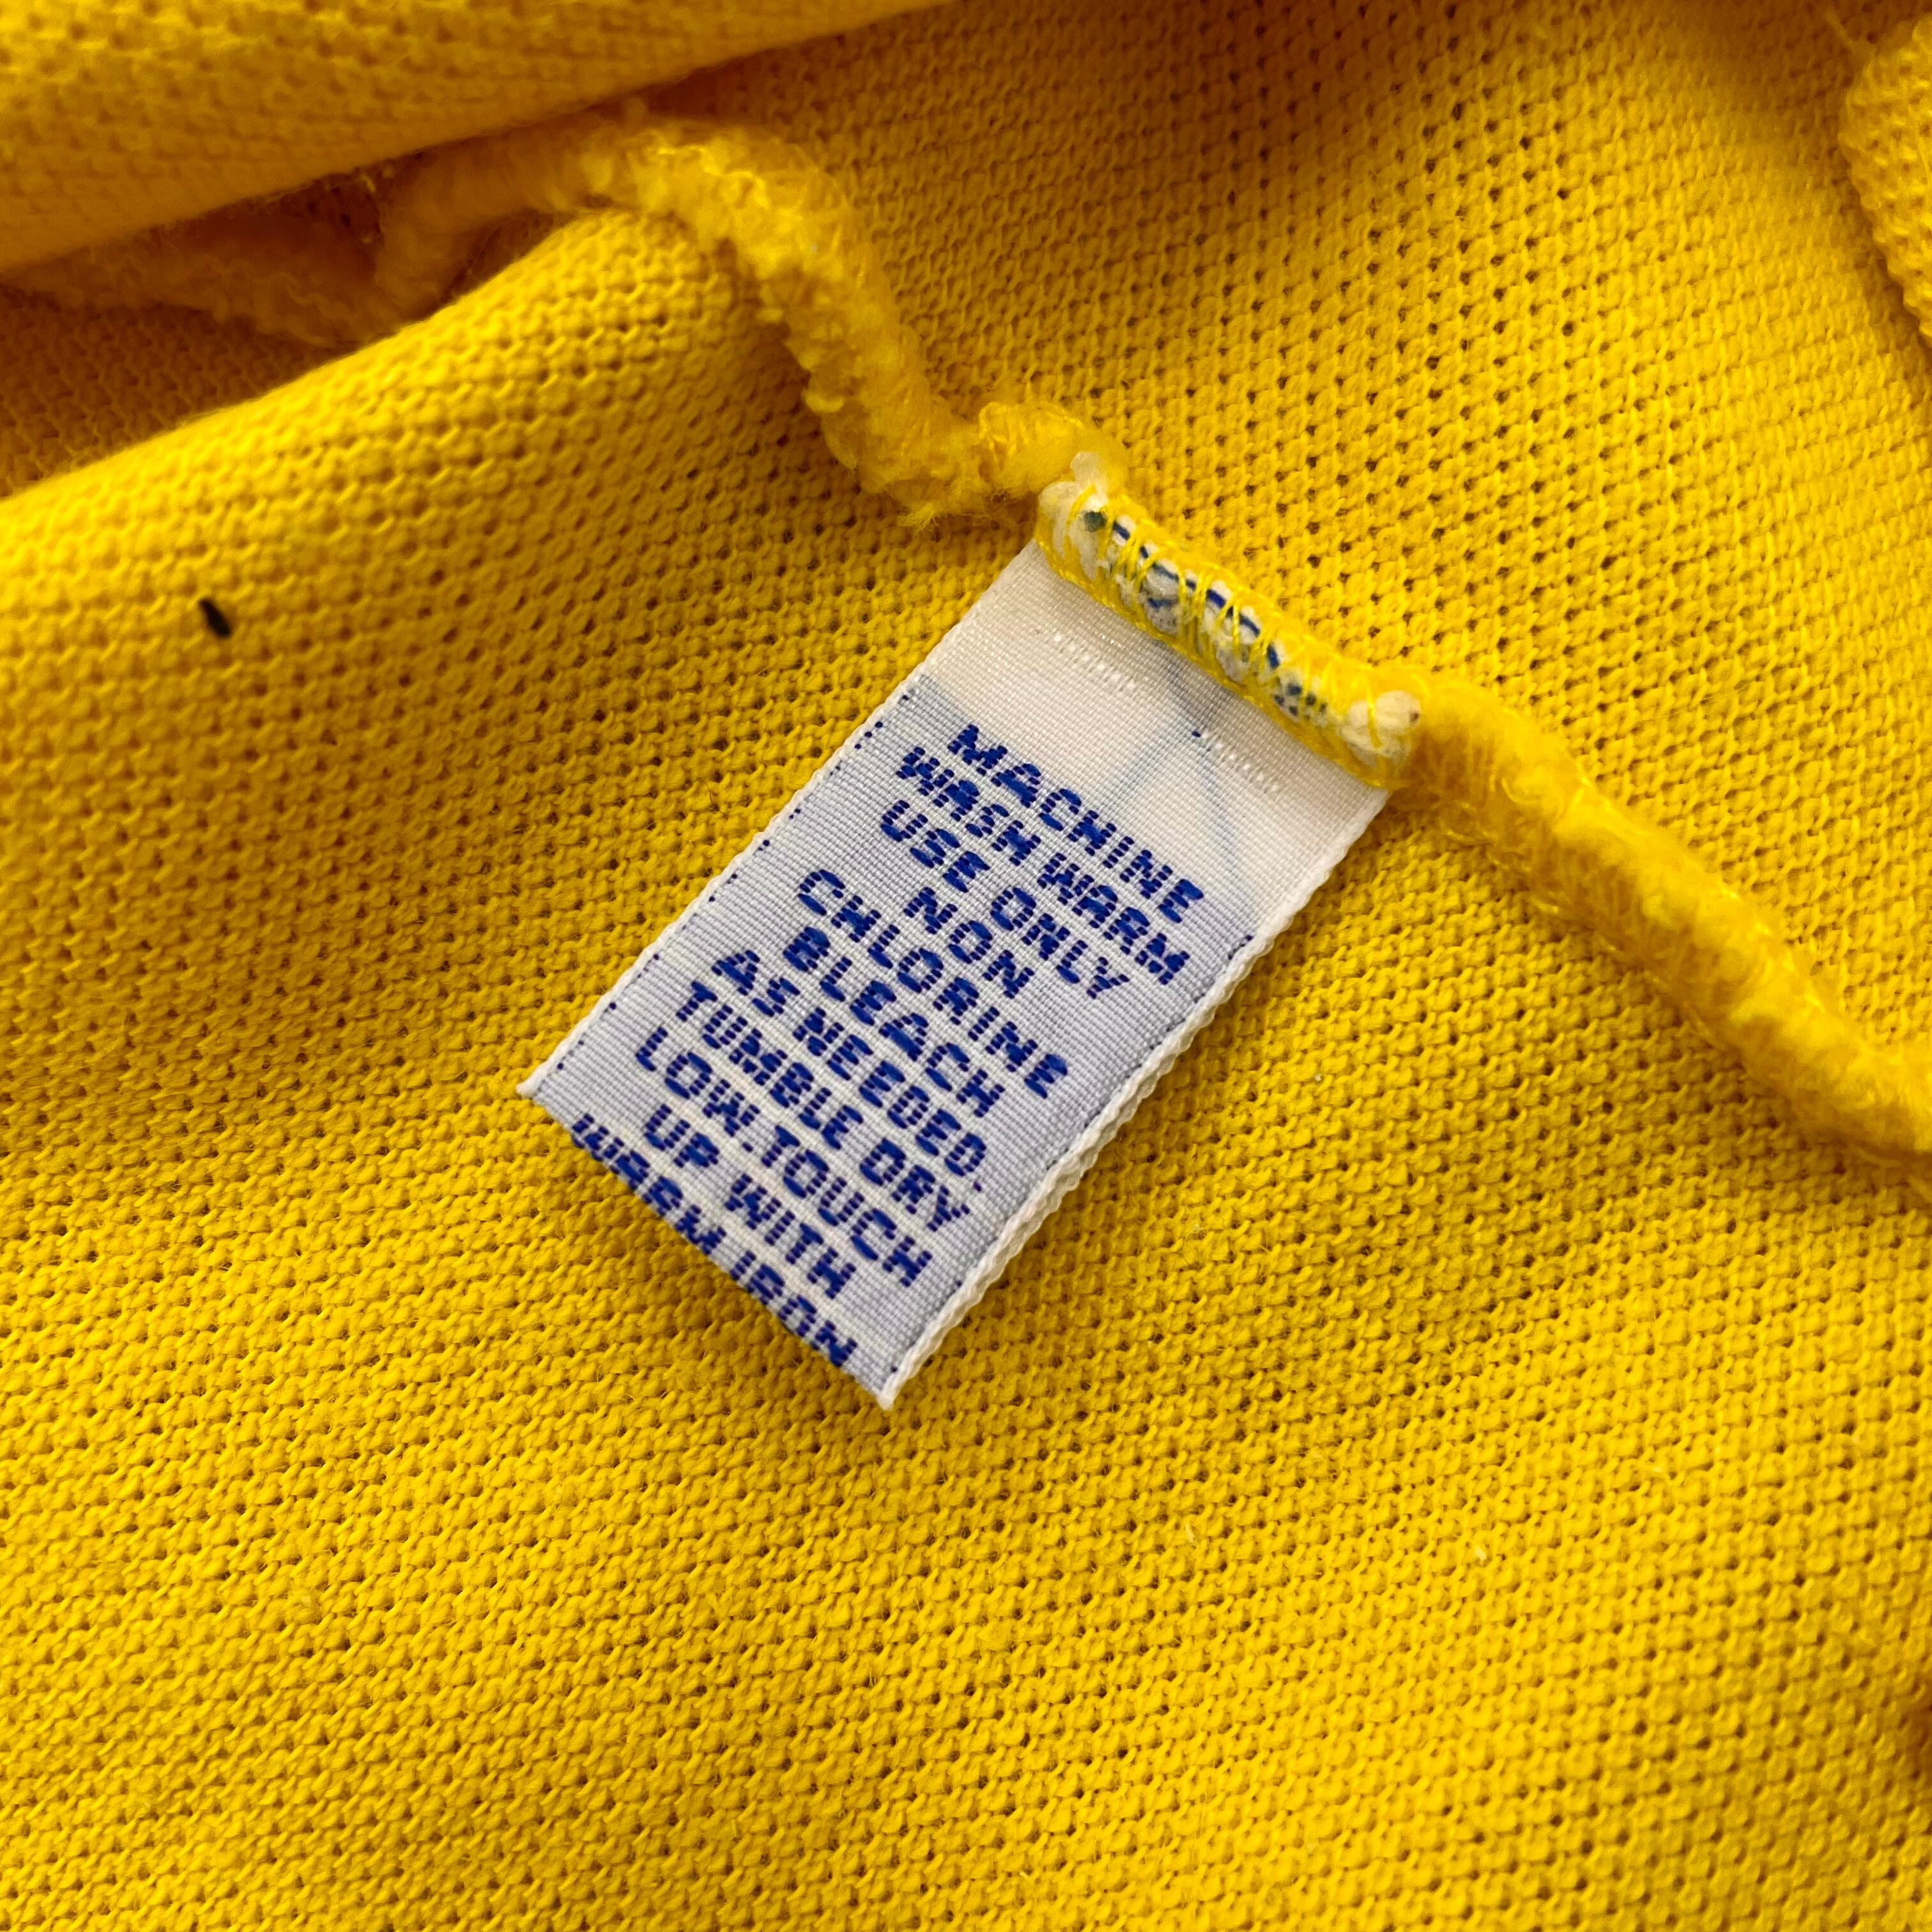 MACHINE
WASH WARM
USE ONLY
NON
CHLORINE
BLEACH
AS NEEDED.
TUMBLE DRY
LOW.TOUCH
UP WITH
WARM IRON